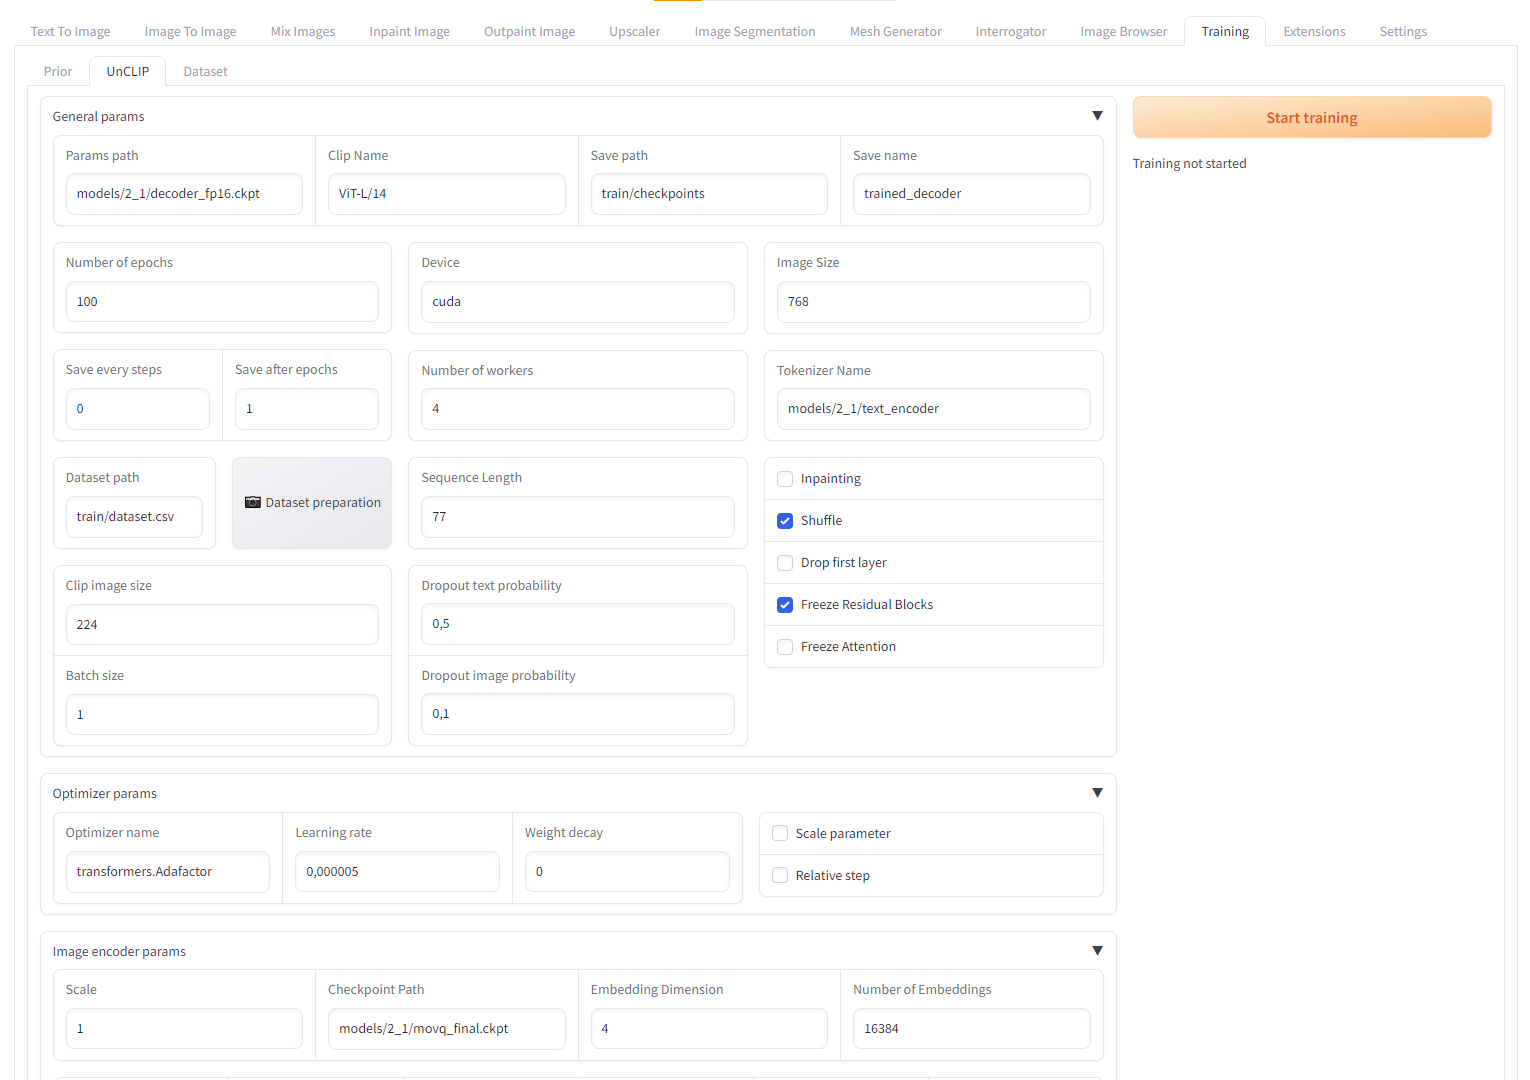 Text To Image Image To Image Mix Images Inpaint Image Outpaint Image Upscaler Image Segmentation Mesh Generator Interrogator Image Browser Training Extensions Settings
Prior UnCLIP Dataset
General params ▼
Start training
Training not started
Params path Clip Name Save path Save name
models/2_1/decoder_fp16.ckpt ViT-L/14 train/checkpoints trained_decoder
Number of epochs Device Image Size
100 cuda 768
Save every steps Save after epochs Number of workers Tokenizer Name
0 1 4 models/2_1/text_encoder
Dataset path Sequence Length
train/dataset.csv 📷 Dataset preparation 77
Inpainting
Shuffle
Drop first layer
Freeze Residual Blocks
Freeze Attention
Clip image size Dropout text probability
224 0,5
Batch size Dropout image probability
1 0,1
Optimizer params ▼
Optimizer name Learning rate Weight decay
transformers.Adafactor 0,000005 0
Scale parameter
Relative step
Image encoder params ▼
Scale Checkpoint Path Embedding Dimension Number of Embeddings
1 models/2_1/movq_final.ckpt 4 16384